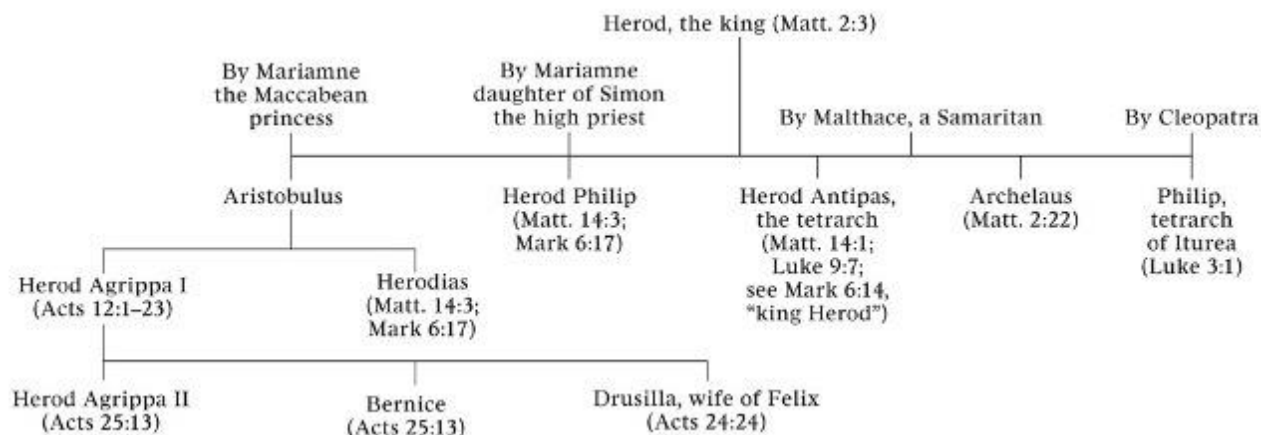 Herod, the king (Matt. 2:3)
By Mariamne
the Maccabean
princess
By Mariamne
daughter of Simon
the high priest
By Malthace, a Samaritan
By Cleopatra
Aristobulus
Herod Philip
(Matt. 14:3;
Mark 6:17)
Herod Antipas,
the tetrarch
(Matt. 14:1;
Luke 9:7;
see Mark 6:14,
“king Herod”)
Archelaus
(Matt. 2:22)
Philip,
tetrarch
of Iturea
(Luke 3:1)
Herod Agrippa I
(Acts 12:1–23)
Herodias
(Matt. 14:3;
Mark 6:17)
Herod Agrippa II
(Acts 25:13)
Bernice
(Acts 25:13)
Drusilla, wife of Felix
(Acts 24:24)